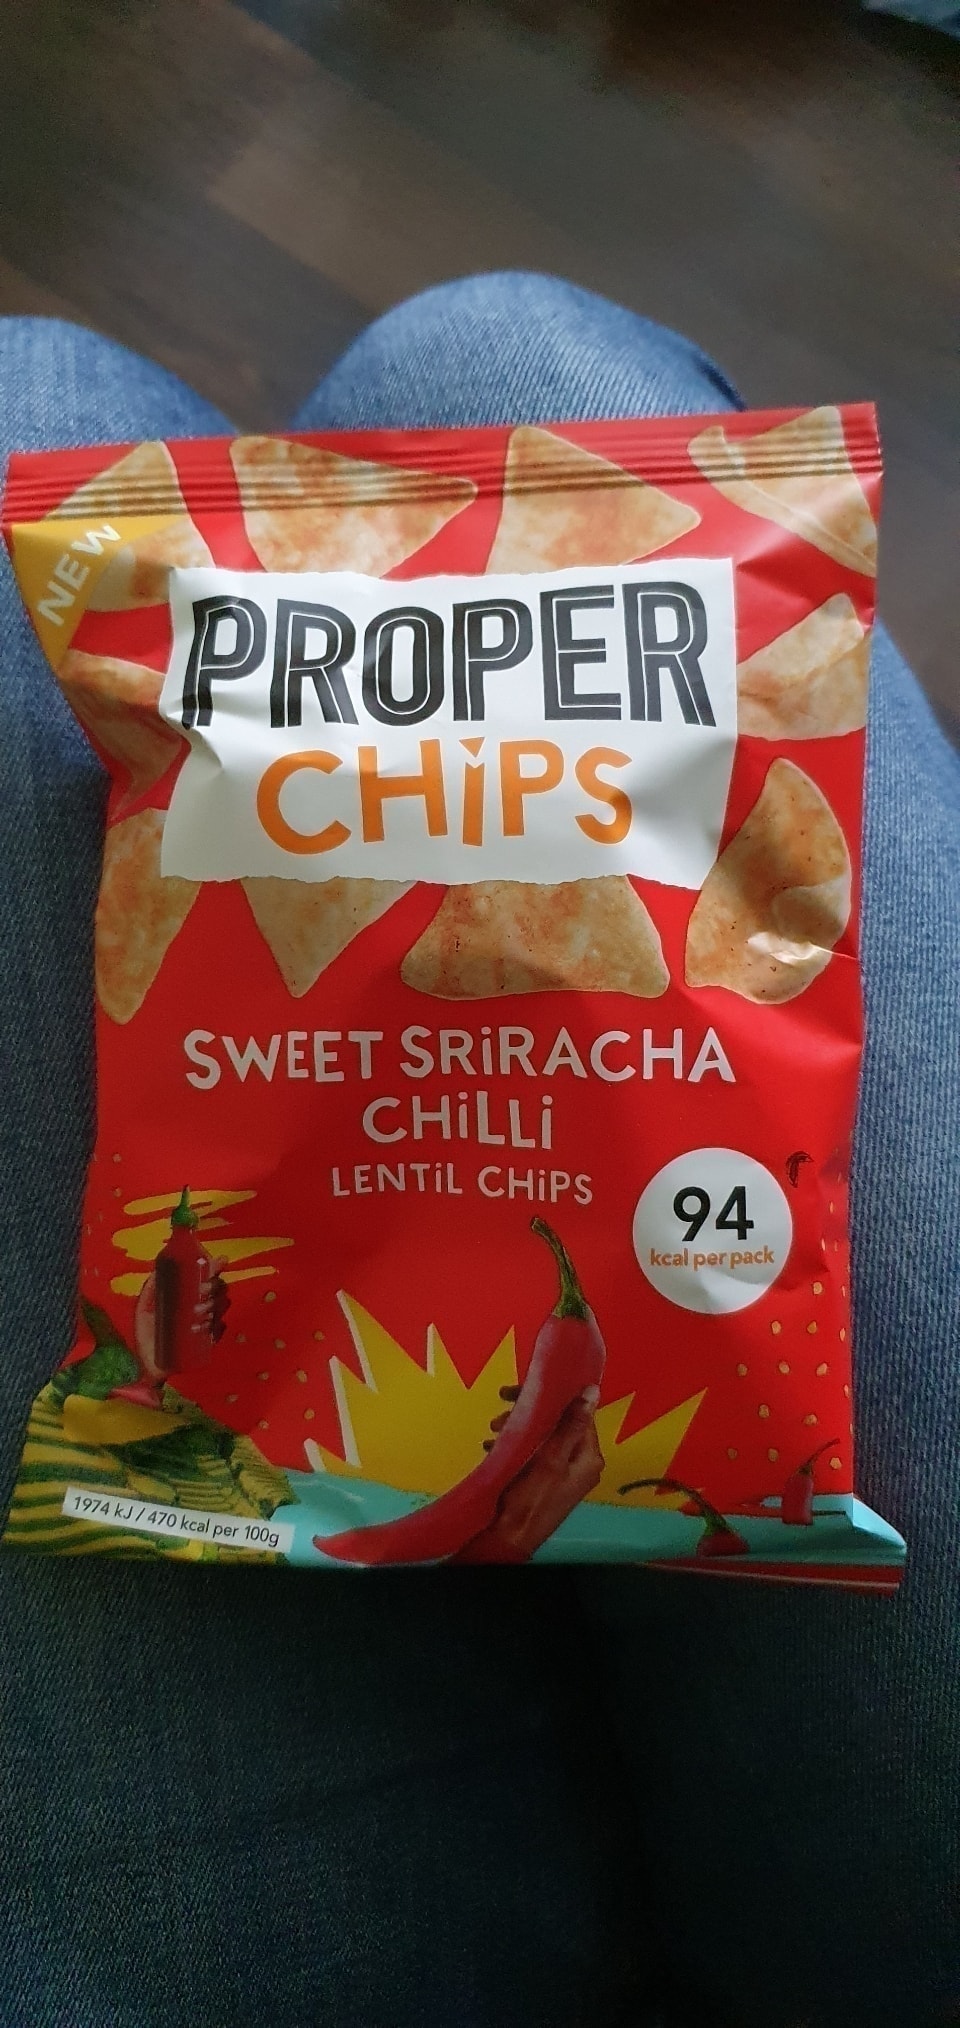 NEW
PROPER
CHiPS
SWEET SRiRACHA
CHiLLi
LENTiL CHiPS
94
kcal per pack
1974 kJ / 470 kcal per 100g